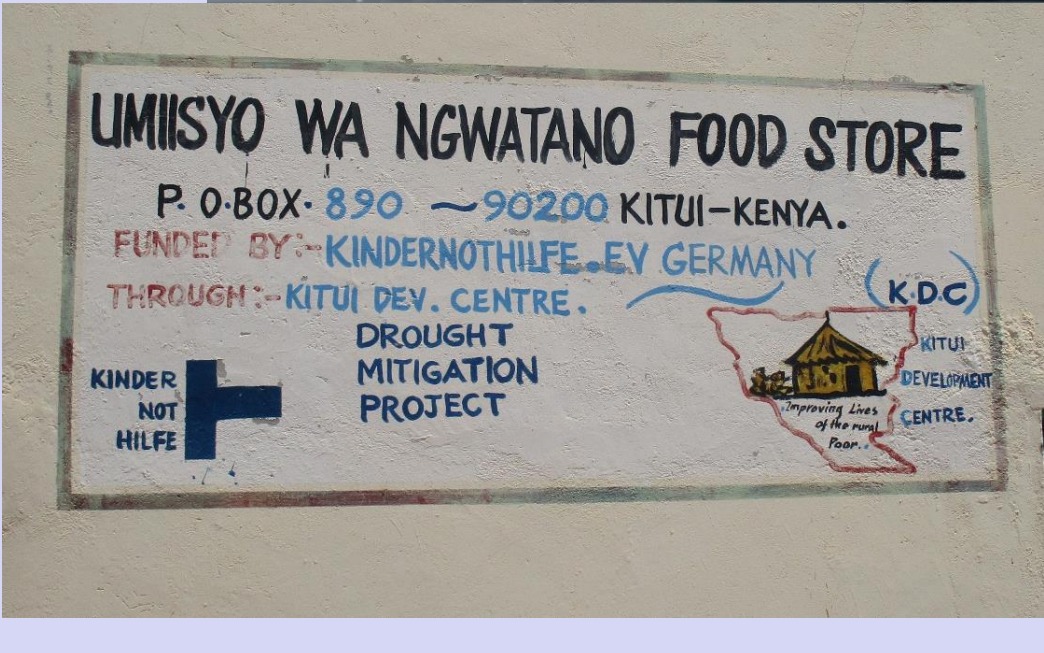 UMIISYO WA NGWATANO FOOD STORE
P. O.BOX. 890 ~ 90200 KITUI-KENYA.
FUNDED BY:- KINDERNOTHILFE.EV GERMANY
THROUGH:- KITUI DEV. CENTRE.
(K.D.C)
DROUGHT
MITIGATION
PROJECT
KINDER
NOT
HILFE
Improving Lives
of the rural
Poor..
KITUI
DEVELOPMENT
CENTRE.